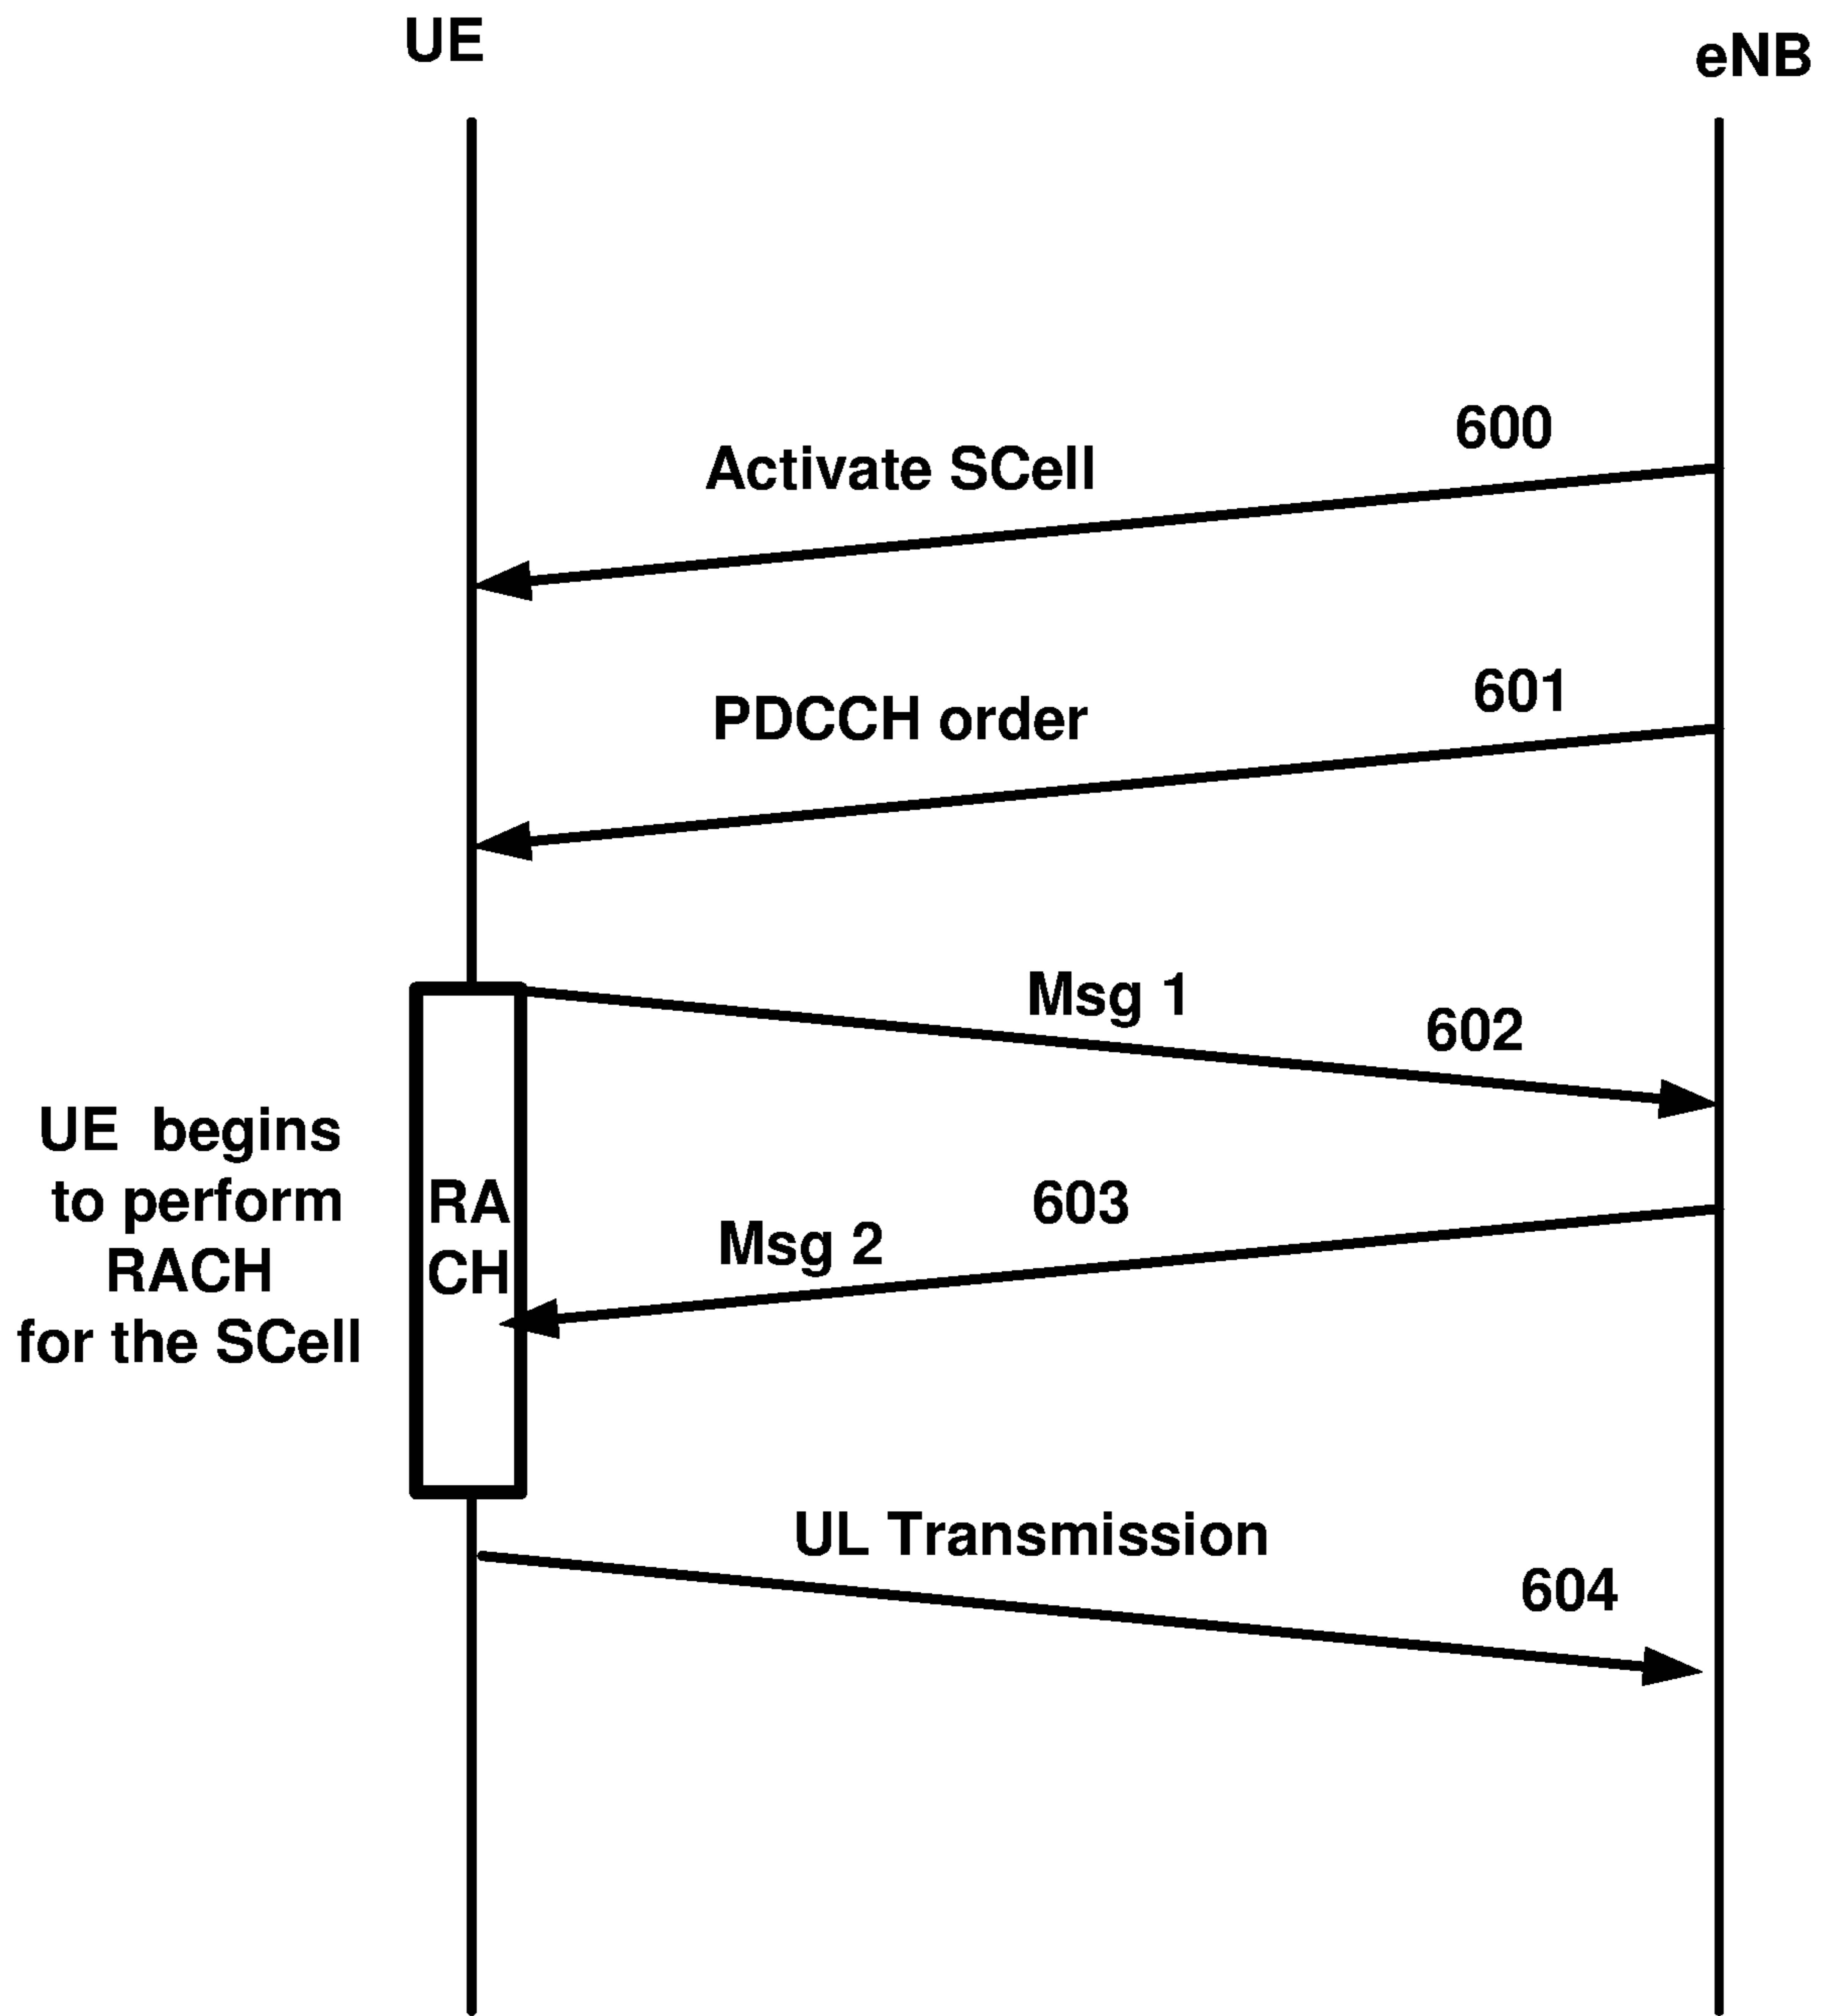 UE
eNB
600
Activate SCell
601
PDCCH order
Msg 1
602
UE begins
to perform
RACH
for the SCell
RA
CH
603
Msg 2
UL Transmission
604